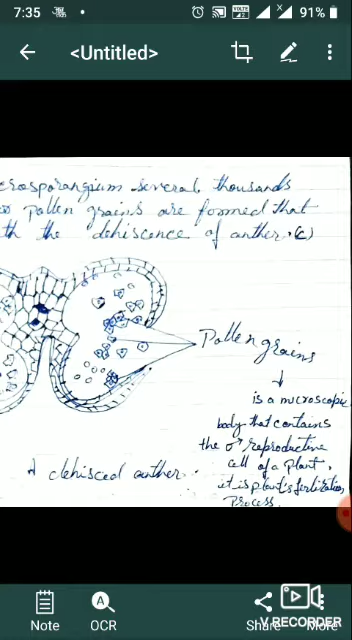 7:35
91%
<Untitled>
crosporangium several thousands
pollen grains are formed that
th the dehiscence of anther. (c)
Pollen grains
↓
is a microscopic
body that contains
the ♂ reproductive
cell of a plant,
it is plant's fertilization
Process.
dehisced anther.
Note
OCR
Share
More
V RECORDER